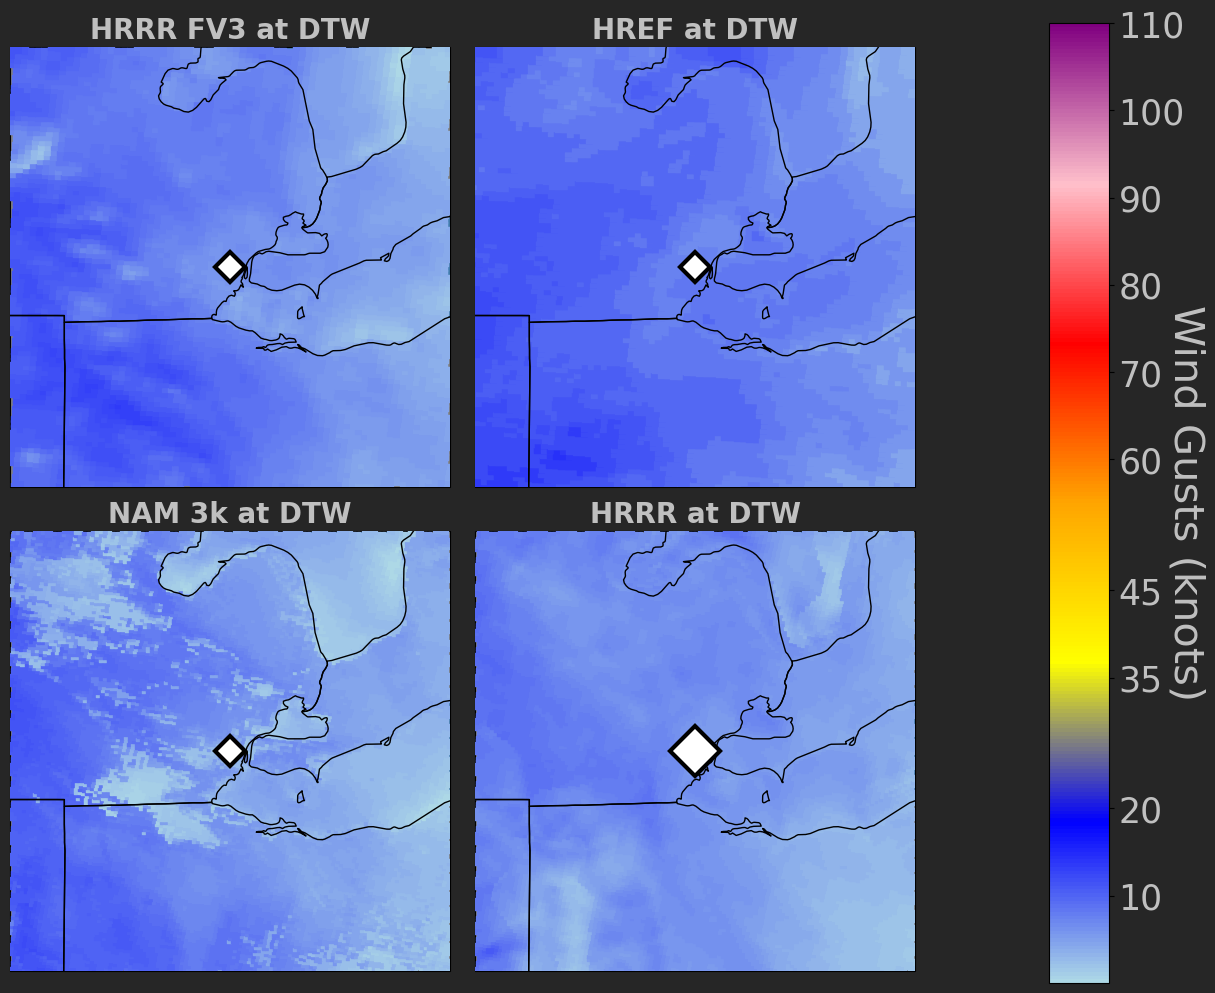 HRRR FV3 at DTW
HREF at DTW
NAM 3k at DTW
HRRR at DTW
110
100
90
80
70
60
45
35
20
10
Wind Gusts (knots)